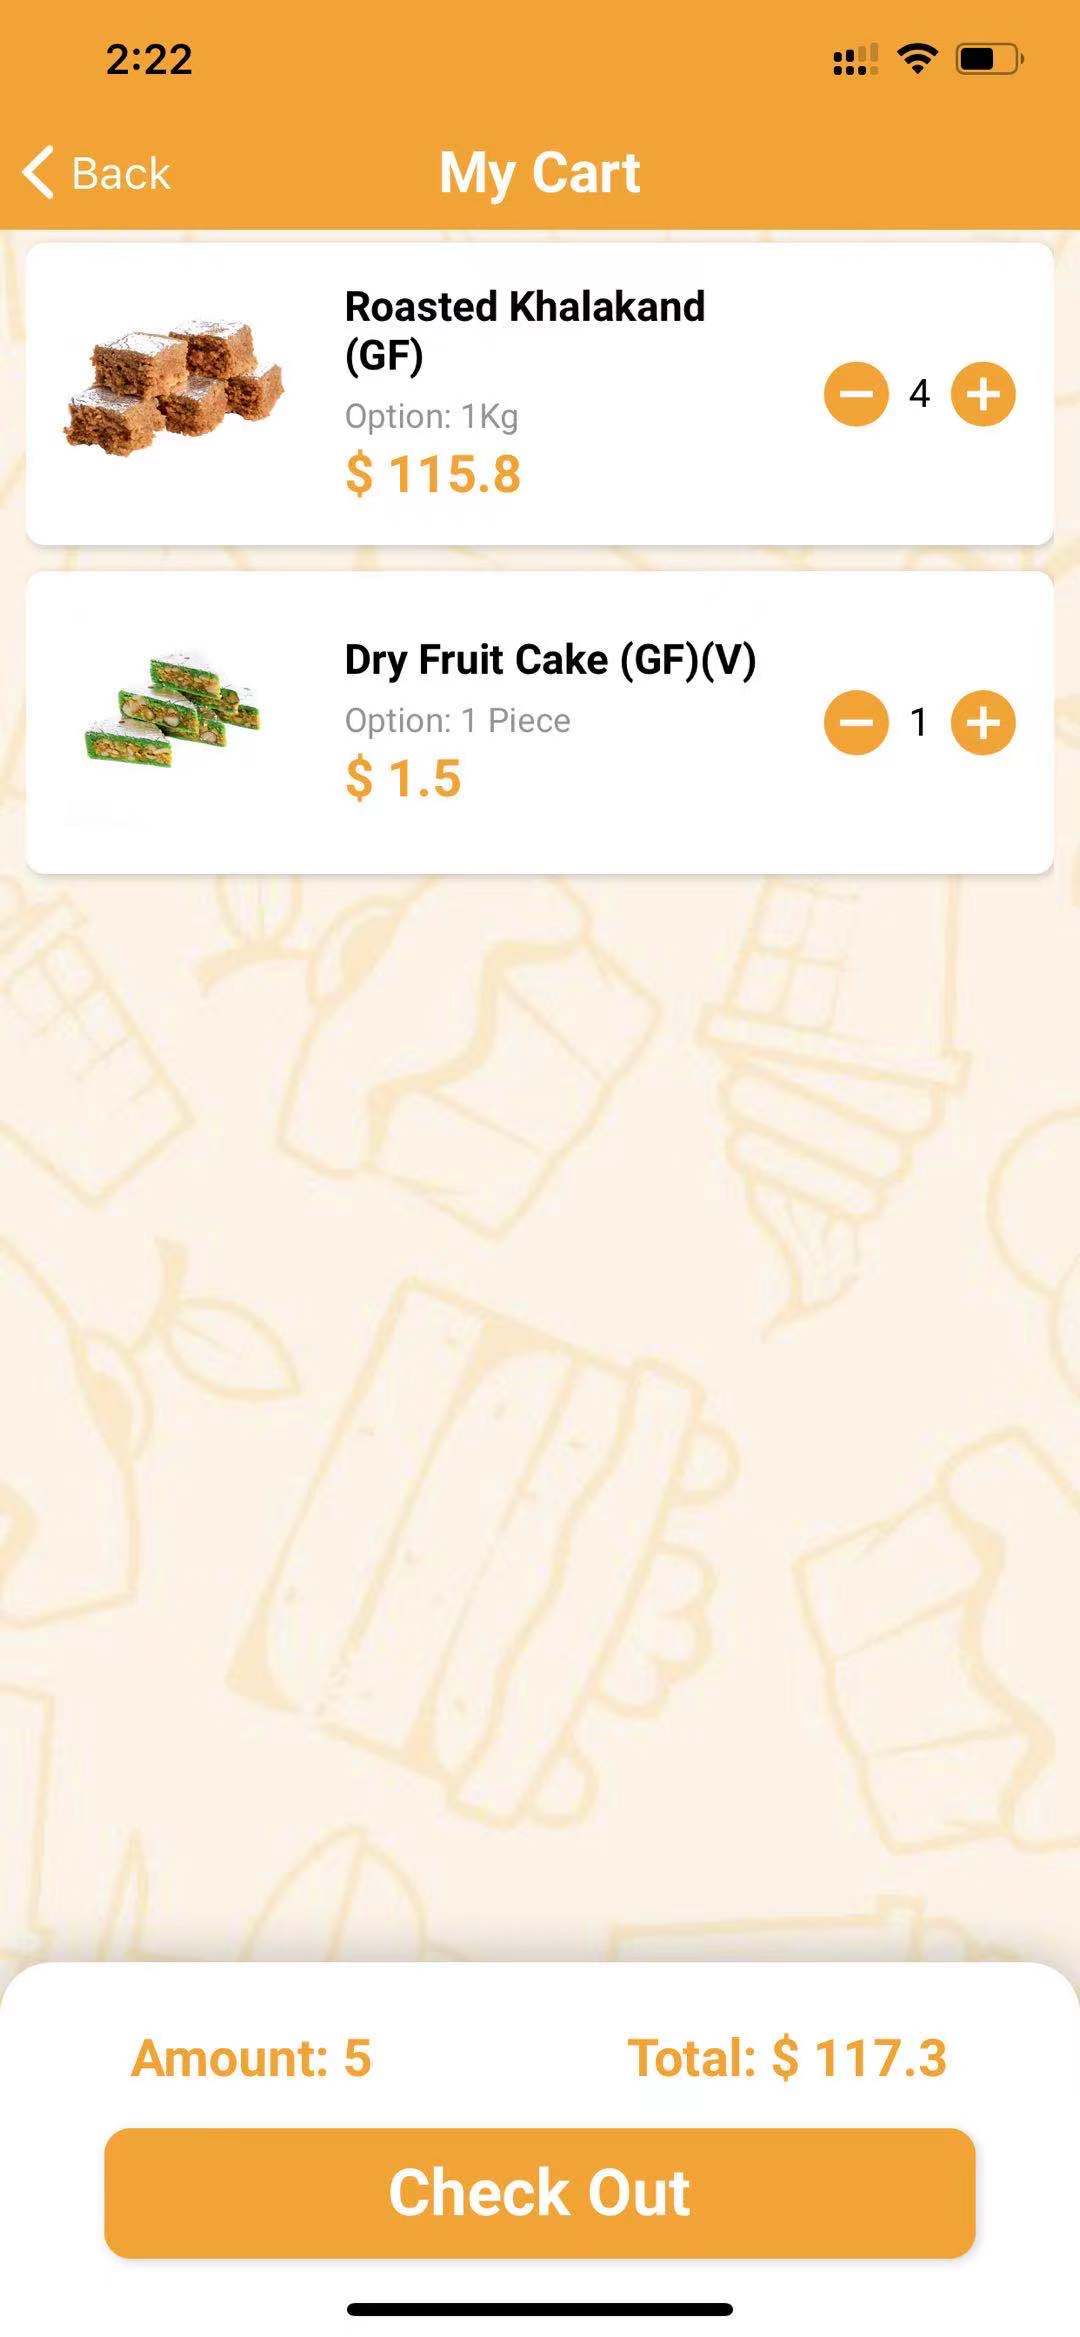 2:22
Back
My Cart
Roasted Khalakand
(GF)
Option: 1Kg
$ 115.8
4
Dry Fruit Cake (GF)(V)
Option: 1 Piece
$ 1.5
1
Amount: 5
Total: $ 117.3
Check Out